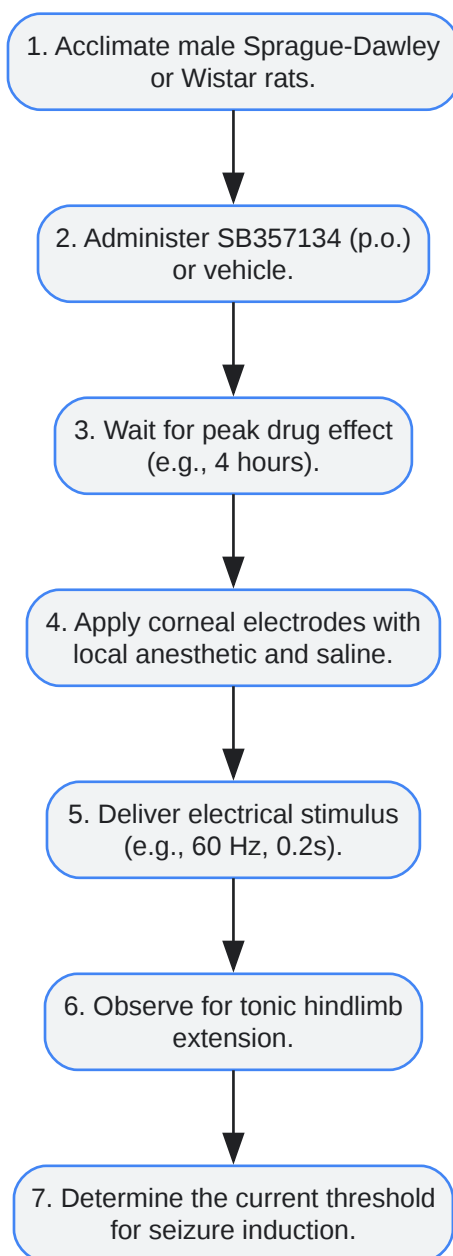 1. Acclimate male Sprague-Dawley
or Wistar rats.
2. Administer SB357134 (p.o.)
or vehicle.
3. Wait for peak drug effect
(e.g., 4 hours).
4. Apply corneal electrodes with
local anesthetic and saline.
5. Deliver electrical stimulus
(e.g., 60 Hz, 0.2s).
6. Observe for tonic hindlimb
extension.
7. Determine the current threshold
for seizure induction.